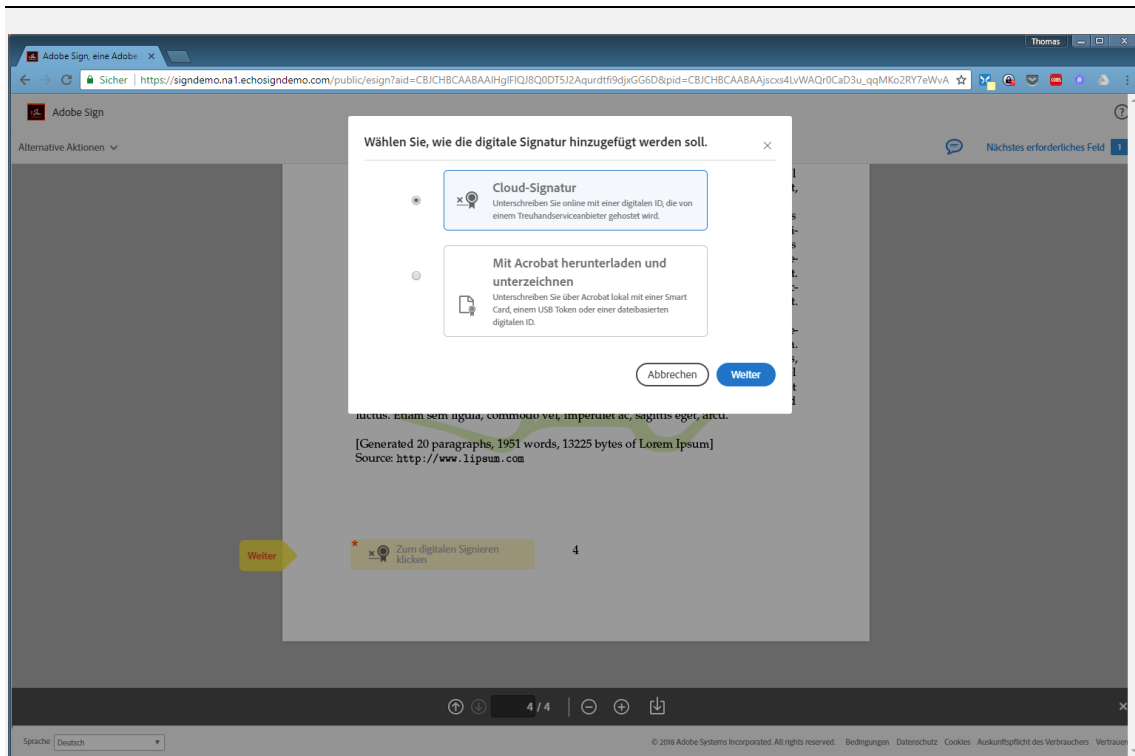 Thomas
Adobe Sign, eine Adobe
Sicher | https://signdemo.na1.echosigndemo.com/public/esign?aid=CBJCHBCAABAAlHgIFIQJ8Q0DT5J2Aqurdtfi9djxGG6D&pid=CBJCHBCAABAAjscxs4LvWAQr0CaD3u_qqMKo2RY7eWvA
Adobe Sign
Alternative Aktionen
Nächstes erforderliches Feld 1
Wählen Sie, wie die digitale Signatur hinzugefügt werden soll.
Cloud-Signatur
Unterschreiben Sie online mit einer digitalen ID, die von
einem Treuhandserviceanbieter gehostet wird.
Mit Acrobat herunterladen und
unterzeichnen
Unterschreiben Sie über Acrobat lokal mit einer Smart
Card, einem USB Token oder einer dateibasierten
digitalen ID.
Abbrechen Weiter
luctus. Etiam sem ligula, commodo vel, imperdiet ac, sagittis eget, arcu.
[Generated 20 paragraphs, 1951 words, 13225 bytes of Lorem Ipsum]
Source: http://www.lipsum.com
Weiter
* Zum digitalen Signieren
klicken
4
4 / 4
Sprache Deutsch
© 2018 Adobe Systems Incorporated. All rights reserved. Bedingungen Datenschutz Cookies Auskunftspflicht des Verbrauchers Vertrauen